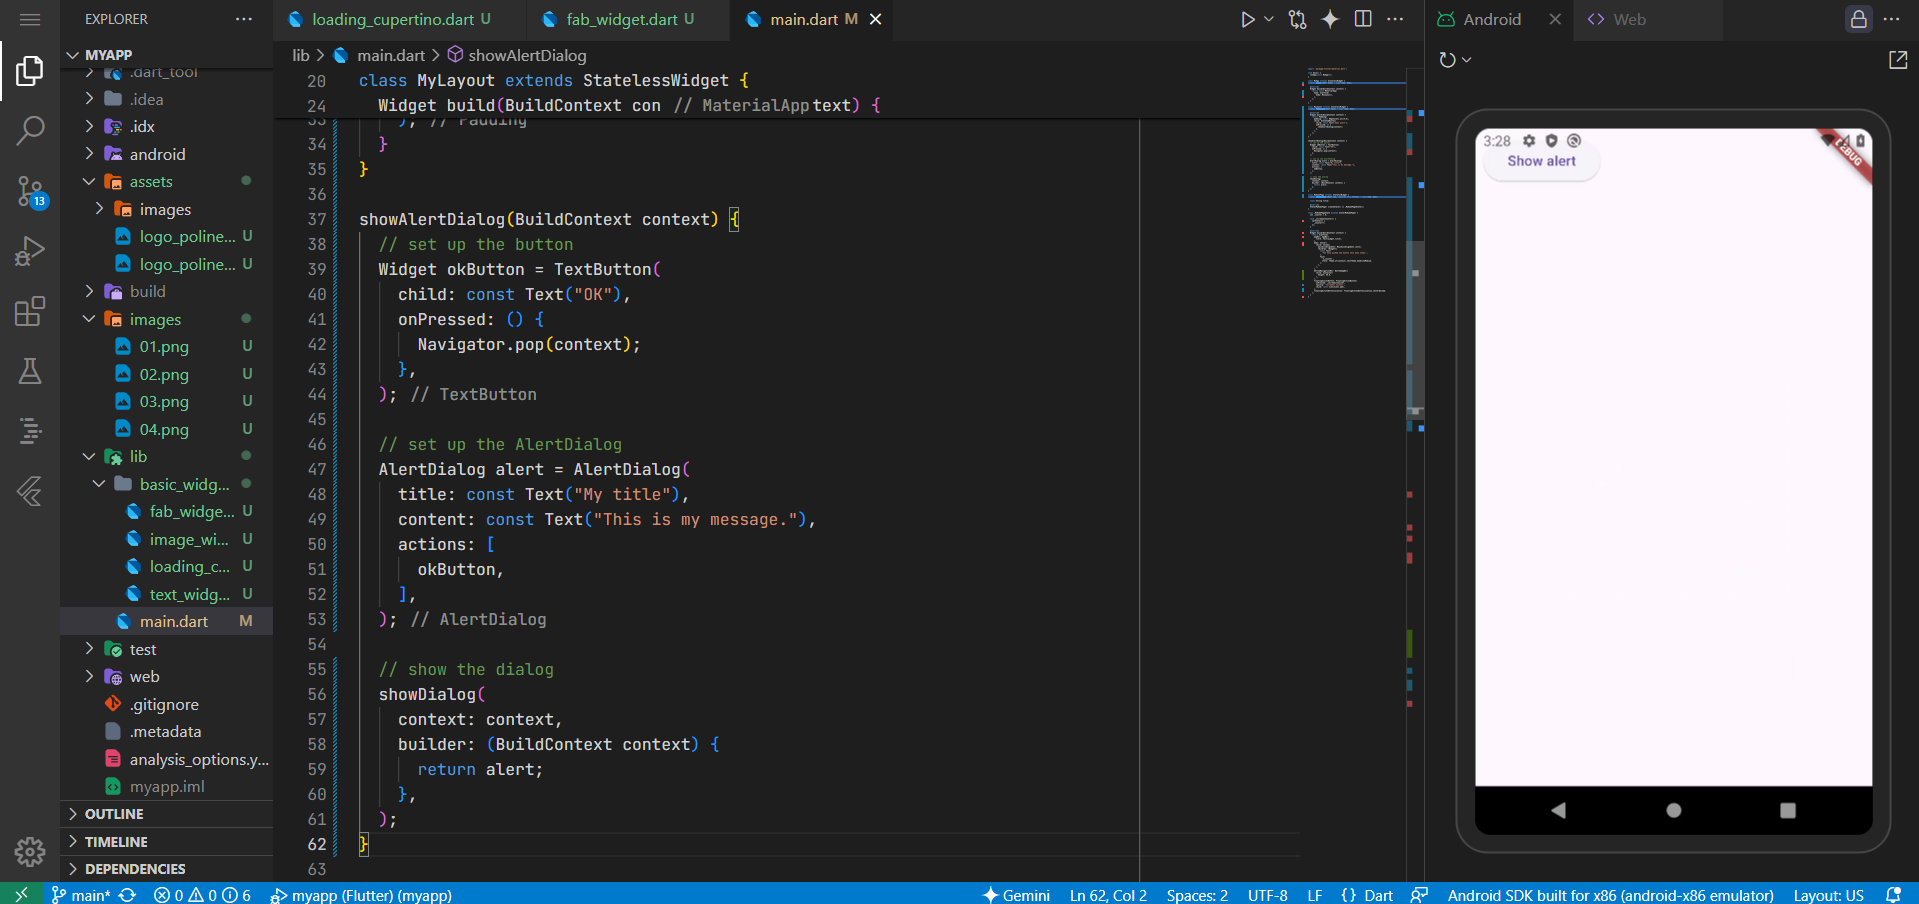 EXPLORER
MYAPP
.dart_tool
.idea
.idx
android
assets
images
logo_poline... U
logo_poline... U
build
images
01.png U
02.png U
03.png U
04.png U
lib
basic_widg...
fab_widge... U
image_wi... U
loading_c... U
text_widg... U
main.dart M
test
web
.gitignore
.metadata
analysis_options.y...
myapp.iml
OUTLINE
TIMELINE
DEPENDENCIES
13
loading_cupertino.dart U
fab_widget.dart U
main.dart M
lib > main.dart > showAlertDialog
20 class MyLayout extends StatelessWidget {
24 Widget build(BuildContext con // MaterialApp text) {
33 ), // Padding
34 }
35 }
36
37 showAlertDialog(BuildContext context) {
38 // set up the button
39 Widget okButton = TextButton(
40 child: const Text("OK"),
41 onPressed: () {
42 Navigator.pop(context);
43 },
44 ); // TextButton
45
46 // set up the AlertDialog
47 AlertDialog alert = AlertDialog(
48 title: const Text("My title"),
49 content: const Text("This is my message."),
50 actions: [
51 okButton,
52 ],
53 ); // AlertDialog
54
55 // show the dialog
56 showDialog(
57 context: context,
58 builder: (BuildContext context) {
59 return alert;
60 },
61 );
62 }
63
Android
Web
3:28
DEBUG
Show alert
main* 0 0 6 myapp (Flutter) (myapp)
Gemini Ln 62, Col 2 Spaces: 2 UTF-8 LF {} Dart Android SDK built for x86 (android-x86 emulator) Layout: US